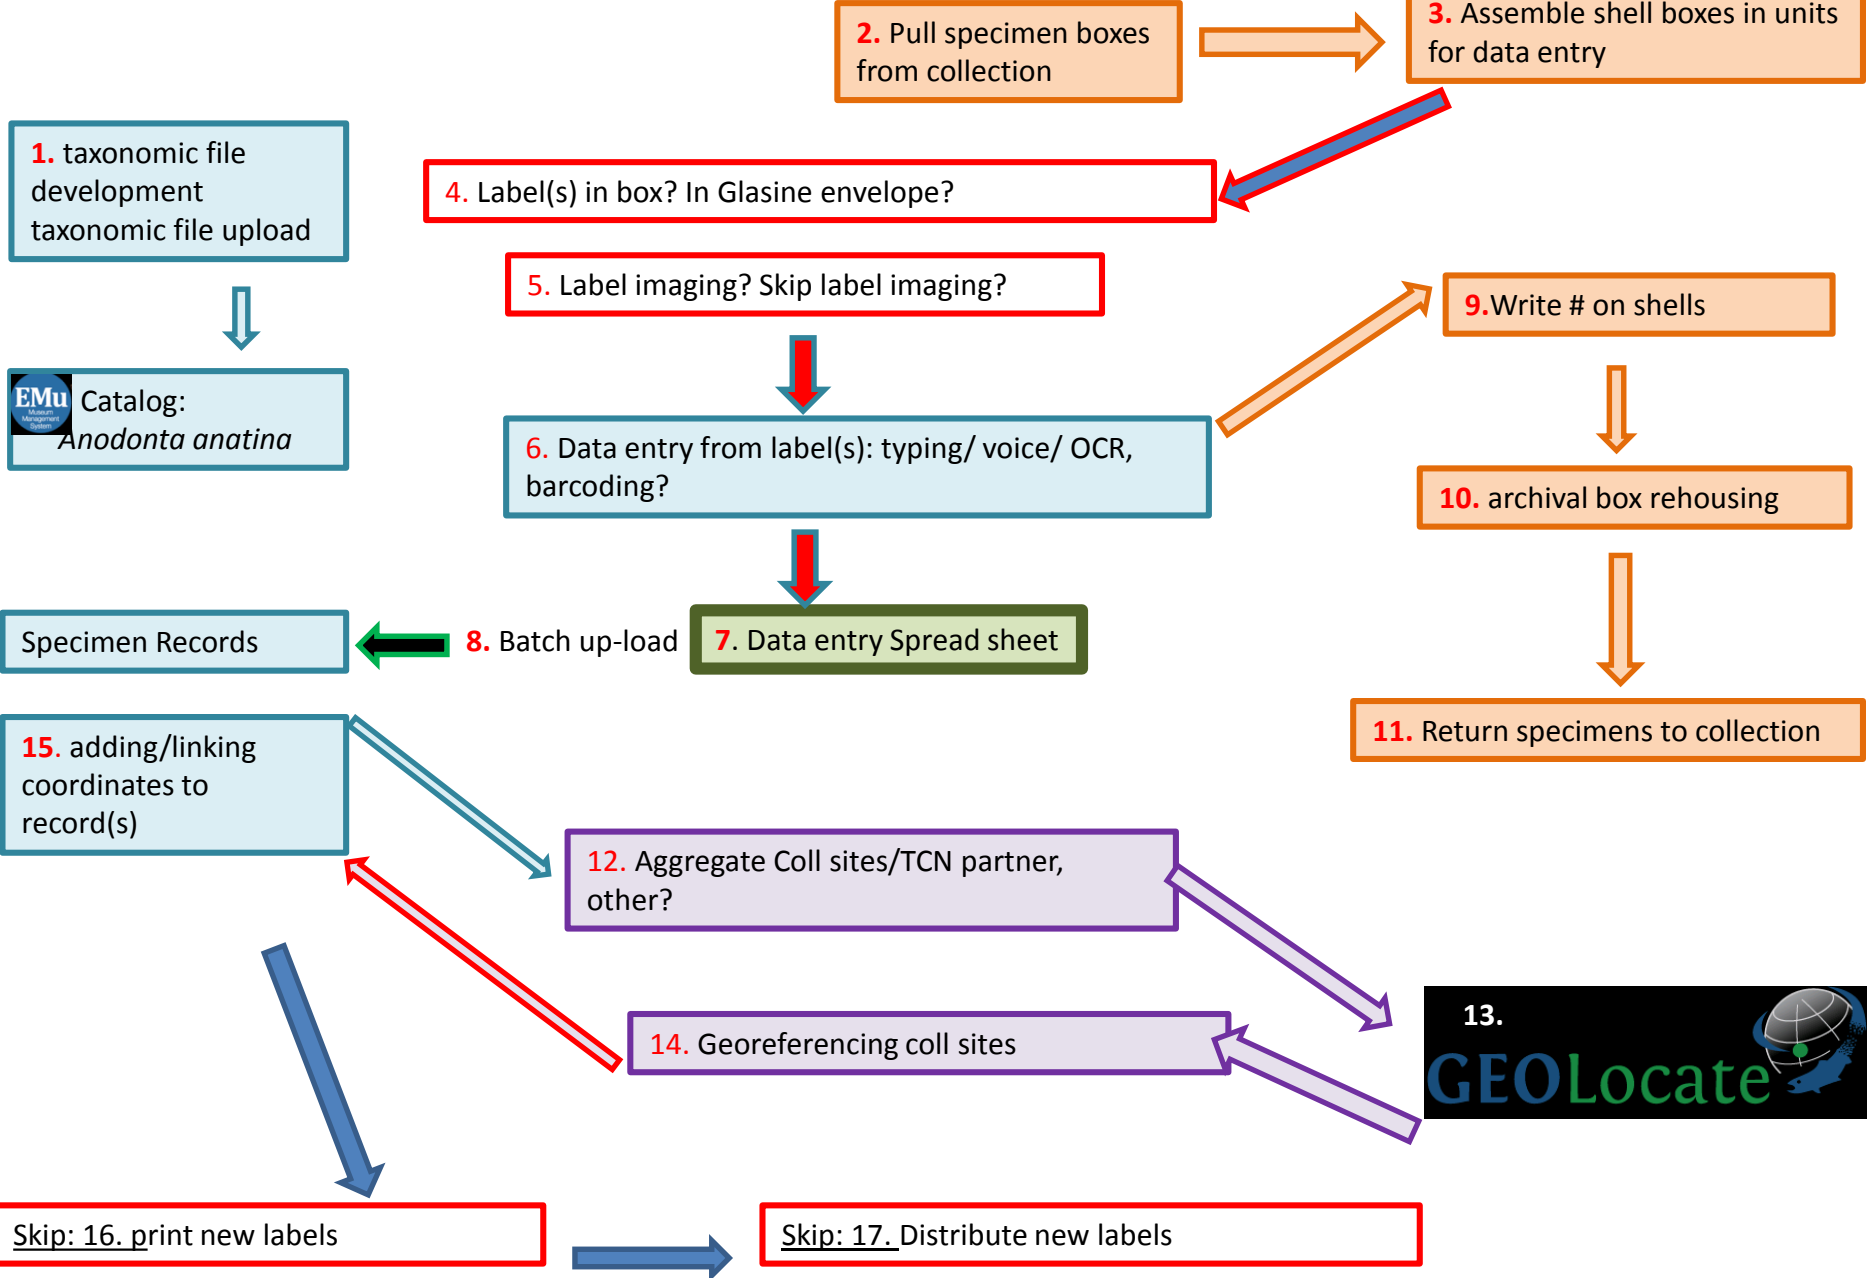 2. Pull specimen boxes
from collection
3. Assemble shell boxes in units
for data entry
1. taxonomic file
development
taxonomic file upload
4. Label(s) in box? In Glasine envelope?
5. Label imaging? Skip label imaging?
9.Write # on shells
EMu
Museum
Management
System
Catalog:
Anodonta anatina
6. Data entry from label(s): typing/ voice/ OCR,
barcoding?
10. archival box rehousing
Specimen Records
8. Batch up-load
7. Data entry Spread sheet
11. Return specimens to collection
15. adding/linking
coordinates to
record(s)
12. Aggregate Coll sites/TCN partner,
other?
13.
GEOLocate
14. Georeferencing coll sites
Skip: 16. print new labels
Skip: 17. Distribute new labels